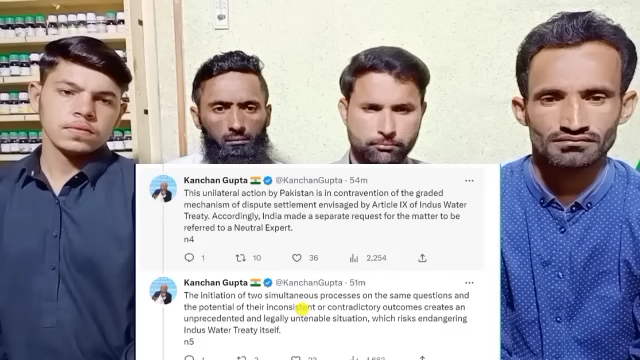 Kanchan Gupta 🇮🇳 @KanchanGupta · 54m
This unilateral action by Pakistan is in contravention of the graded
mechanism of dispute settlement envisaged by Article IX of Indus Water
Treaty. Accordingly, India made a separate request for the matter to be
referred to a Neutral Expert.
n4
1 10 36 2,254
Kanchan Gupta 🇮🇳 @KanchanGupta · 51m
The Initiation of two simultaneous processes on the same questions and
the potential of their inconsistent or contradictory outcomes creates an
unprecedented and legally untenable situation, which risks endangering
Indus Water Treaty itself.
n5